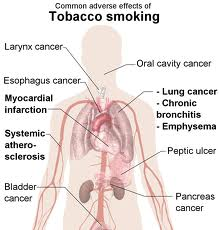 Common adverse effects of
Tobacco smoking
Larynx cancer
Oral cavity cancer
Esophagus cancer
Myocardial
infarction
- Lung cancer
- Chronic
bronchitis
- Emphysema
Systemic
athero-
sclerosis
Peptic ulcer
Bladder
cancer
Pancreas
cancer